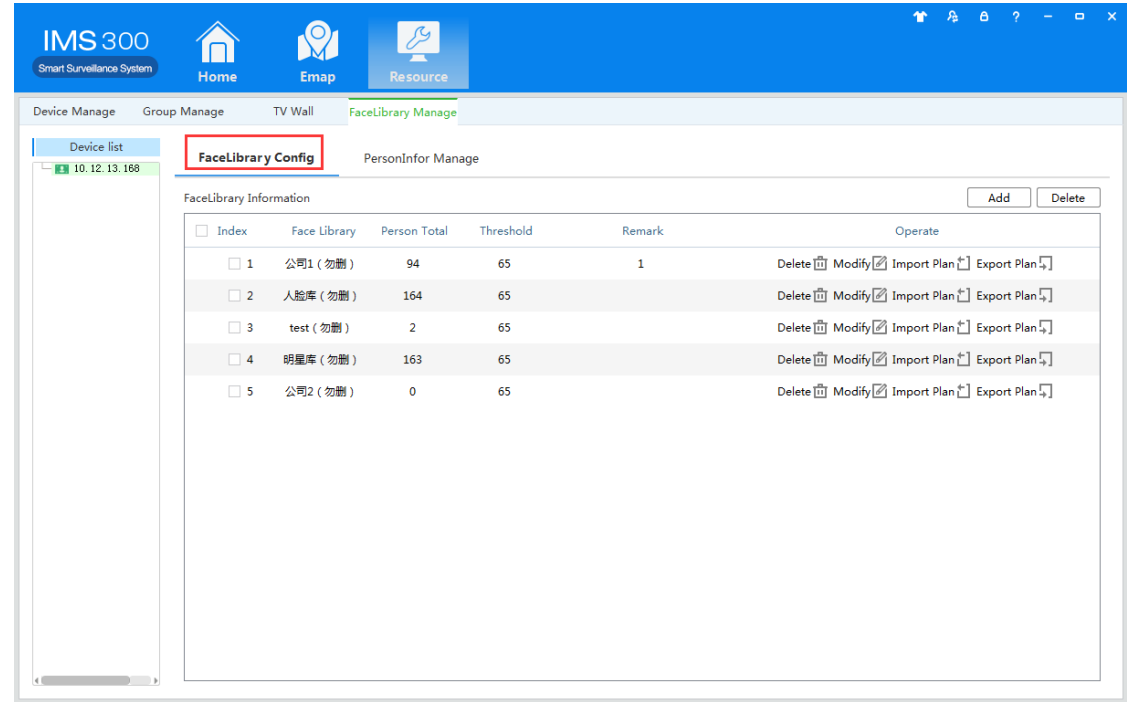 IMS 300
Smart Surveillance System
Home
Emap
Resource
?
Device Manage Group Manage TV Wall FaceLibrary Manage
Device list
10.12.13.168
FaceLibrary Config PersonInfor Manage
FaceLibrary Information Add Delete
Index Face Library Person Total Threshold Remark Operate
1 公司1（勿删） 94 65 1 Delete Modify Import Plan Export Plan
2 人脸库（勿删） 164 65 Delete Modify Import Plan Export Plan
3 test（勿删） 2 65 Delete Modify Import Plan Export Plan
4 明星库（勿删） 163 65 Delete Modify Import Plan Export Plan
5 公司2（勿删） 0 65 Delete Modify Import Plan Export Plan